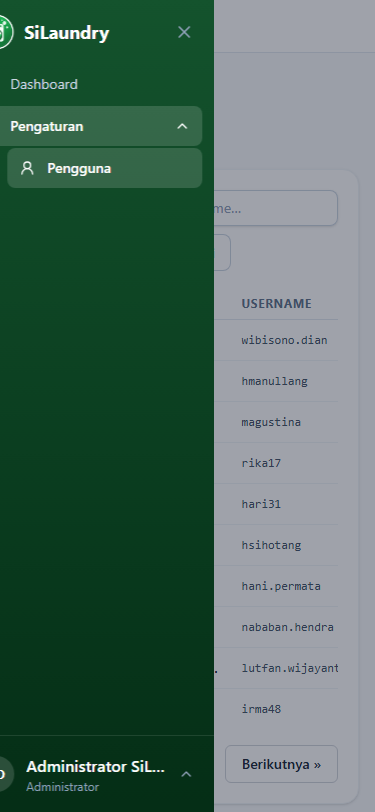 SiLaundry
Dashboard
Pengaturan
Pengguna
me...
USERNAME
wibisono.dian
hmanullang
magustina
rika17
hari31
hsihotang
hani.permata
nababan.hendra
lutfan.wijayant
irma48
Berikutnya »
Administrator SiL...
Administrator